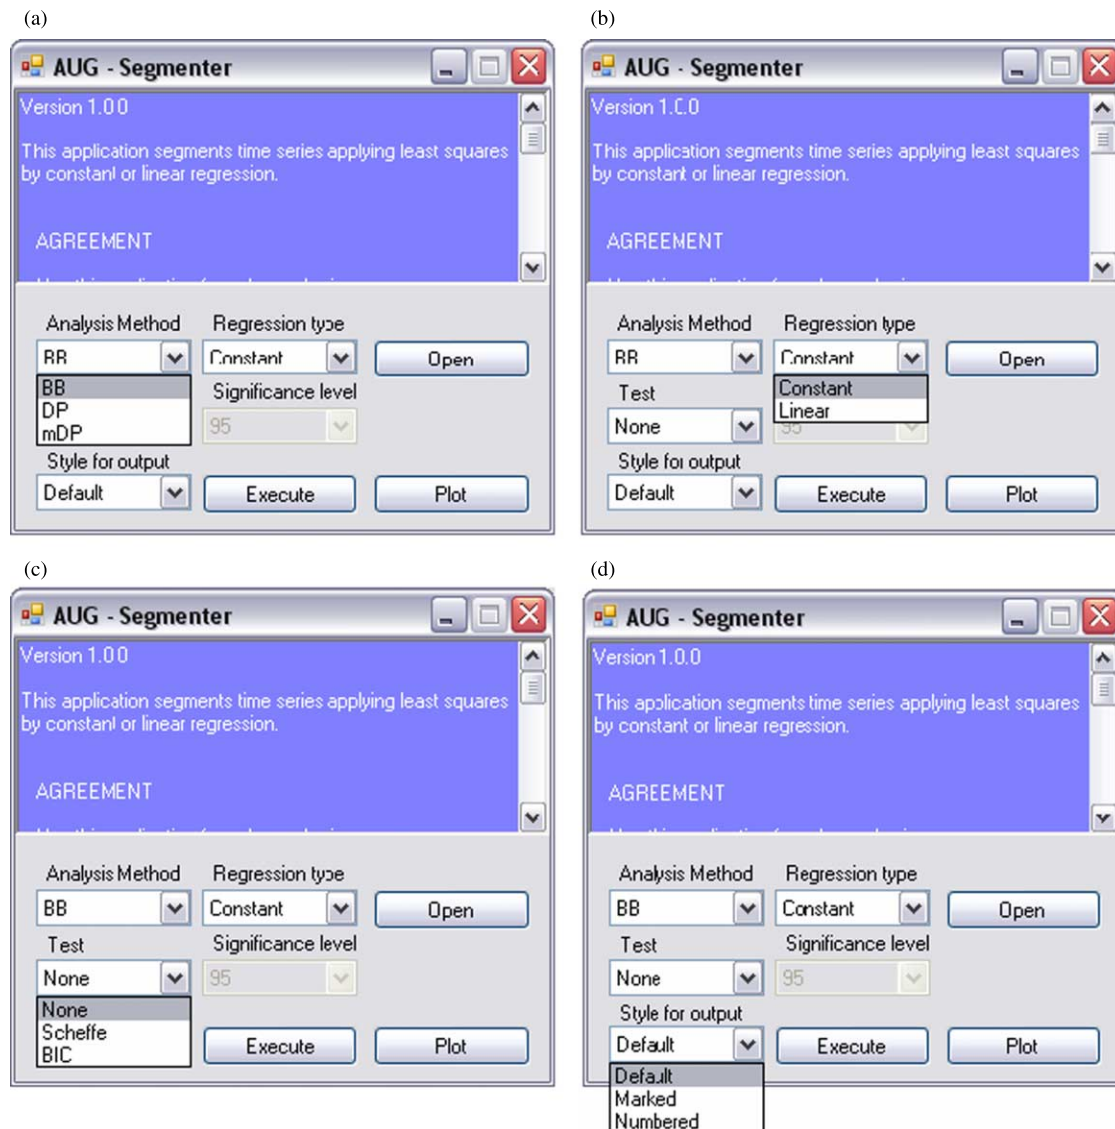 (a)
AUG - Segmenter
Version 1.0.0
This application segments time series applying least squares
by constant or linear regression.
AGREEMENT
Analysis Method Regression type
BB Constant Open
BB Significance level
DP
mDP 95
Style for output
Default Execute Plot
(b)
AUG - Segmenter
Version 1.0.0
This application segments time series applying least squares
by constant or linear regression.
AGREEMENT
Analysis Method Regression type
BB Constant Open
Test Constant
Linear
None 95
Style for output
Default Execute Plot
(c)
AUG - Segmenter
Version 1.0.0
This application segments time series applying least squares
by constant or linear regression.
AGREEMENT
Analysis Method Regression type
BB Constant Open
Test Significance level
None 95
None
Scheffe
BIC Execute Plot
(d)
AUG - Segmenter
Version 1.0.0
This application segments time series applying least squares
by constant or linear regression.
AGREEMENT
Analysis Method Regression type
BB Constant Open
Test Significance level
None 95
Style for output
Default Execute Plot
Default
Marked
Numbered